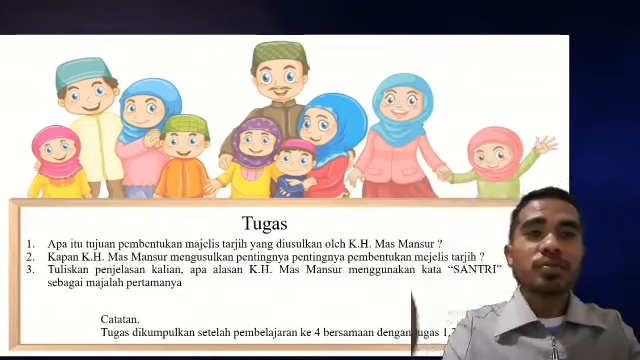 Tugas
1. Apa itu tujuan pembentukan majelis tarjih yang diusulkan oleh K.H. Mas Mansur ?
2. Kapan K.H. Mas Mansur mengusulkan pentingnya pentingnya pembentukan mejelis tarjih ?
3. Tuliskan penjelasan kalian, apa alasan K.H. Mas Mansur menggunakan kata “SANTRI”
sebagai majalah pertamanya
Catatan.
Tugas dikumpulkan setelah pembelajaran ke 4 bersamaan dengan tugas 1,